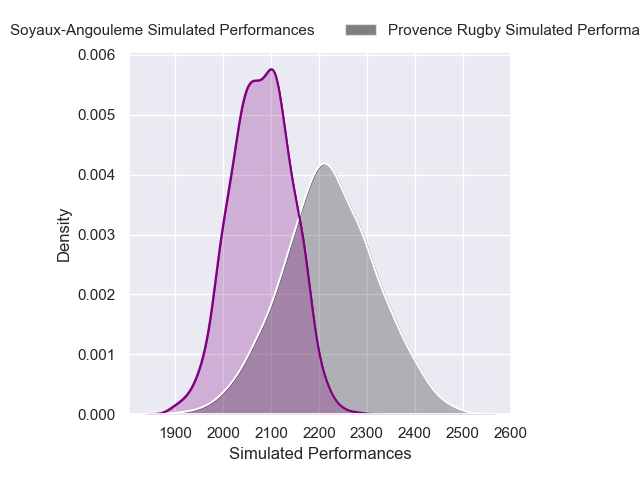 Soyaux-Angouleme Simulated Performances Provence Rugby Simulated Performa
0.006
0.005
0.004
0.003
0.002
0.001
0.000
Density
1900 2000 2100 2200 2300 2400 2500 2600
Simulated Performances